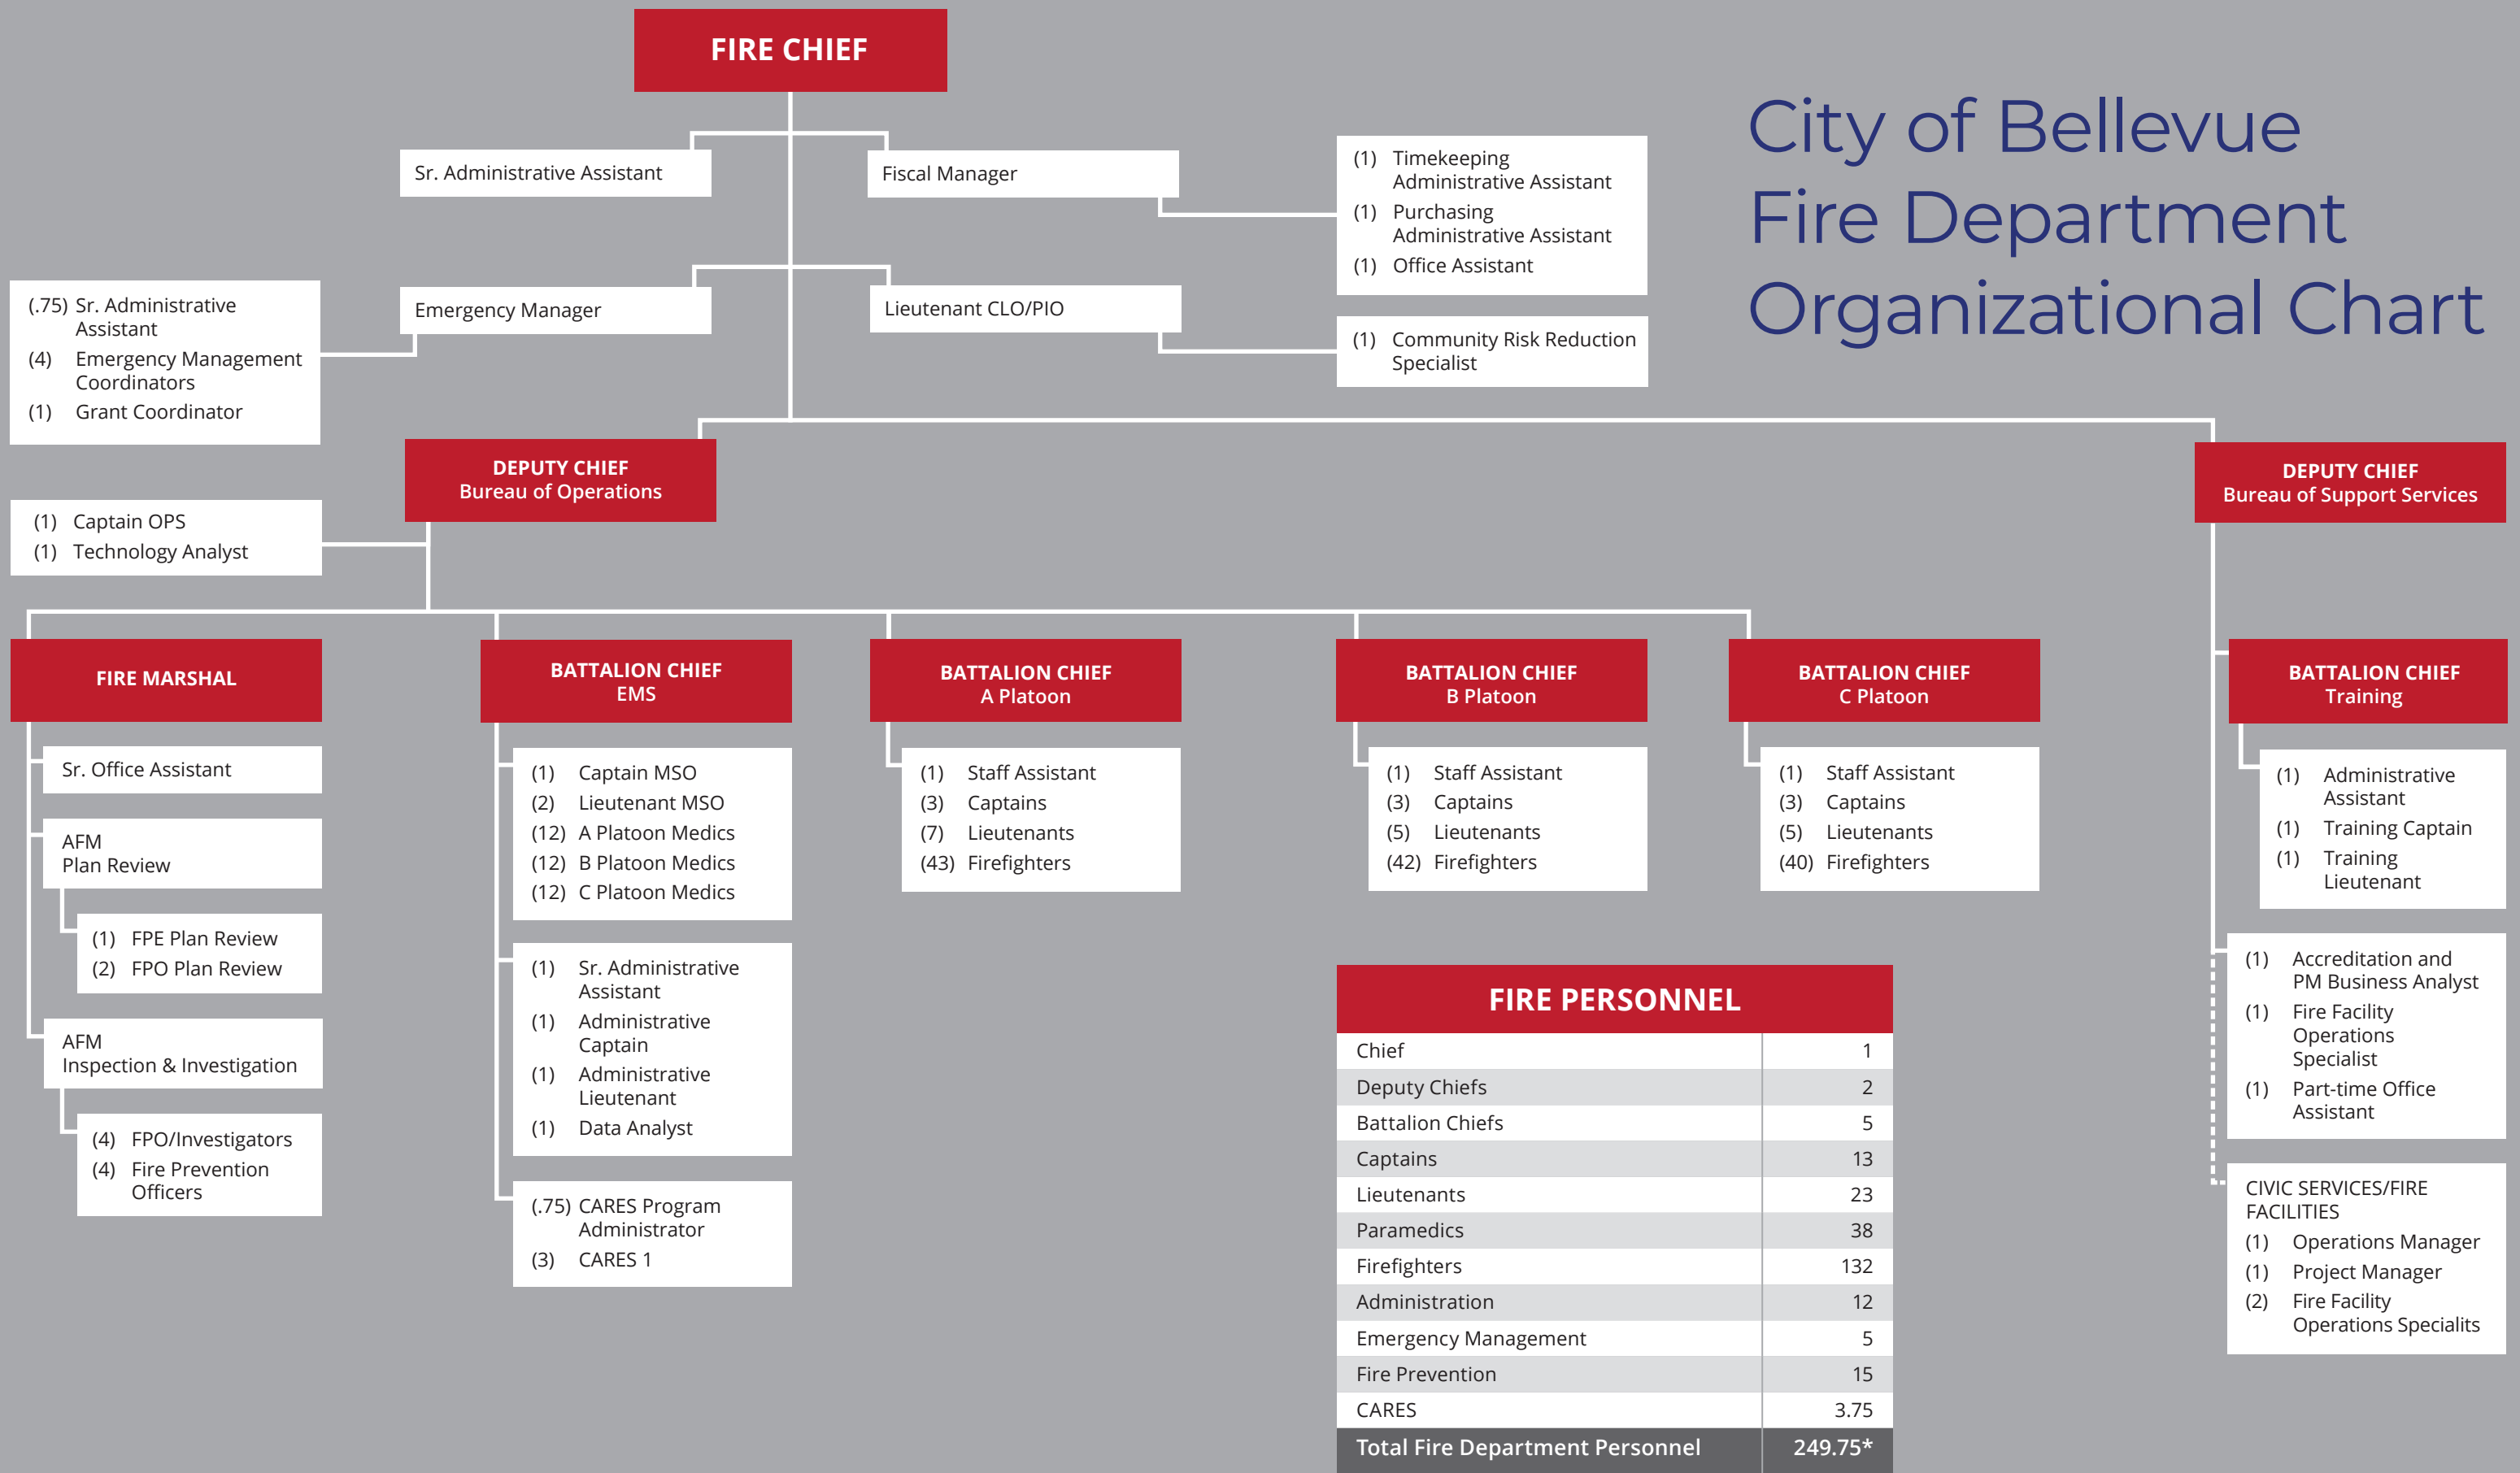 FIRE CHIEF
City of Bellevue
Fire Department
Organizational Chart
Sr. Administrative Assistant
Fiscal Manager
(1) Timekeeping
Administrative Assistant
(1) Purchasing
Administrative Assistant
(1) Office Assistant
(.75) Sr. Administrative
Assistant
(4) Emergency Management
Coordinators
(1) Grant Coordinator
Emergency Manager
Lieutenant CLO/PIO
(1) Community Risk Reduction
Specialist
DEPUTY CHIEF
Bureau of Operations
DEPUTY CHIEF
Bureau of Support Services
(1) Captain OPS
(1) Technology Analyst
FIRE MARSHAL
Sr. Office Assistant
AFM
Plan Review
(1) FPE Plan Review
(2) FPO Plan Review
AFM
Inspection & Investigation
(4) FPO/Investigators
(4) Fire Prevention
Officers
BATTALION CHIEF
EMS
(1) Captain MSO
(2) Lieutenant MSO
(12) A Platoon Medics
(12) B Platoon Medics
(12) C Platoon Medics
(1) Sr. Administrative
Assistant
(1) Administrative
Captain
(1) Administrative
Lieutenant
(1) Data Analyst
(.75) CARES Program
Administrator
(3) CARES 1
BATTALION CHIEF
A Platoon
(1) Staff Assistant
(3) Captains
(7) Lieutenants
(43) Firefighters
BATTALION CHIEF
B Platoon
(1) Staff Assistant
(3) Captains
(5) Lieutenants
(42) Firefighters
BATTALION CHIEF
C Platoon
(1) Staff Assistant
(3) Captains
(5) Lieutenants
(40) Firefighters
BATTALION CHIEF
Training
(1) Administrative
Assistant
(1) Training Captain
(1) Training
Lieutenant
(1) Accreditation and
PM Business Analyst
(1) Fire Facility
Operations
Specialist
(1) Part-time Office
Assistant
CIVIC SERVICES/FIRE
FACILITIES
(1) Operations Manager
(1) Project Manager
(2) Fire Facility
Operations Specialits
FIRE PERSONNEL
Chief 1
Deputy Chiefs 2
Battalion Chiefs 5
Captains 13
Lieutenants 23
Paramedics 38
Firefighters 132
Administration 12
Emergency Management 5
Fire Prevention 15
CARES 3.75
Total Fire Department Personnel 249.75*